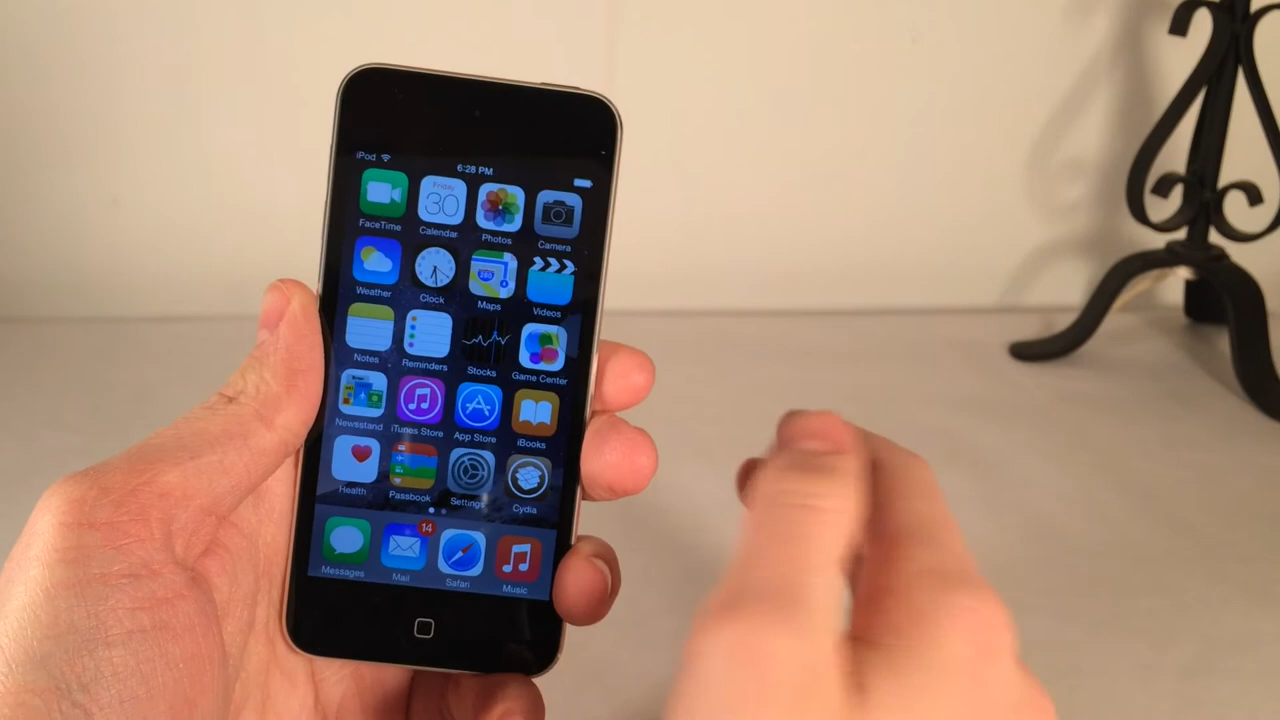 iPod
6:28 PM
Friday
30
FaceTime
Calendar
Photos
Camera
280
Weather
Clock
Maps
Videos
Notes
Reminders
Stocks
Game Center
Newsstand
iTunes Store
App Store
iBooks
Health
Passbook
Settings
Cydia
14
Messages
Mail
Safari
Music